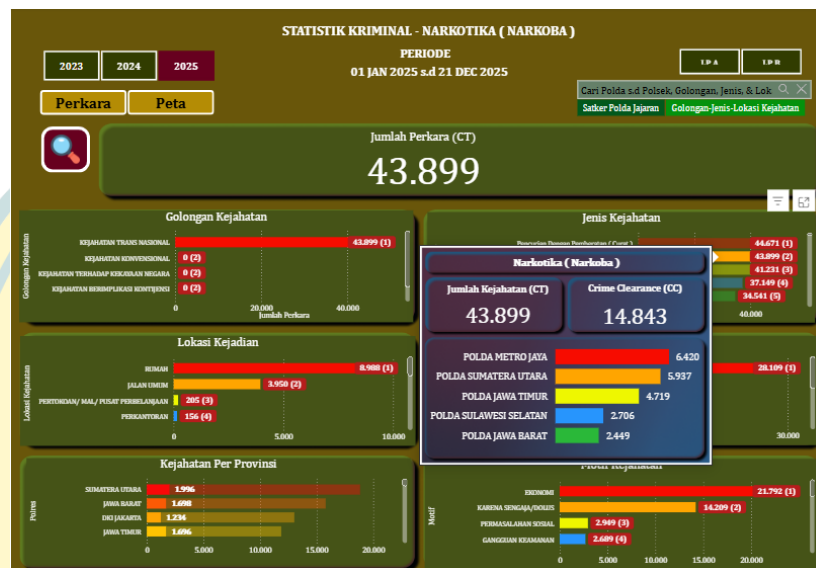 STATISTIK KRIMINAL - NARKOTIKA ( NARKOBA )
PERIODE
01 JAN 2025 s.d 21 DEC 2025
2023
2024
2025
LP A
LP B
Perkara
Peta
Cari Polda s.d Polsek, Golongan, Jenis, & Lok
Satker Polda Jajaran
Golongan-Jenis-Lokasi Kejahatan
Jumlah Perkara (CT)
43.899
Golongan Kejahatan
Golongan Kejahatan
KEJAHATAN TRANS NASIONAL 43.899 (1)
KEJAHATAN KONVENSIONAL 0 (2)
KEJAHATAN TERHADAP KEKAYAAN NEGARA 0 (2)
KEJAHATAN BERIMPLIKASI KONTIJENSI 0 (2)
0 20.000 40.000
Jumlah Perkara
Jenis Kejahatan
Pencurian Dengan Pemberatan ( Curat ) 44.671 (1)
43.899 (2)
41.231 (3)
37.149 (4)
34.541 (5)
40.000
Narkotika ( Narkoba )
Jumlah Kejahatan (CT)
43.899
Crime Clearance (CC)
14.843
POLDA METRO JAYA 6.420
POLDA SUMATERA UTARA 5.937
POLDA JAWA TIMUR 4.719
POLDA SULAWESI SELATAN 2.706
POLDA JAWA BARAT 2.449
Lokasi Kejadian
Lokasi Kejahatan
RUMAH 8.988 (1)
JALAN UMUM 3.950 (2)
PERTOKOAN/ MAL/ PUSAT PERBELANJAAN 205 (3)
PERKANTORAN 156 (4)
0 5.000 10.000
28.109 (1)
30.000
Kejahatan Per Provinsi
Polres
SUMATERA UTARA 1.996
JAWA BARAT 1.698
DKI JAKARTA 1.234
JAWA TIMUR 1.696
0 5.000 10.000 15.000 20.000
Motif Kejahatan
Motif
EKONOMI 21.792 (1)
KARENA SENGAJA/DOLUS 14.209 (2)
PERMASALAHAN SOSIAL 2.949 (3)
GANGGUAN KEAMANAN 2.689 (4)
0 5.000 10.000 15.000 20.000